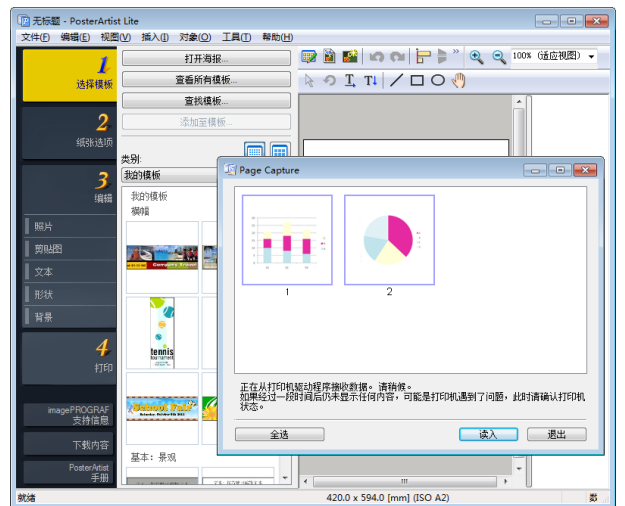 无标题 - PosterArtist Lite
文件(F) 编辑(E) 视图(V) 插入(I) 对象(O) 工具(T) 帮助(H)
1
选择模板
2
纸张选项
3
编辑
照片
剪贴图
文本
形状
背景
4
打印
imagePROGRAF
支持信息
下载内容
PosterArtist
手册
打开海报...
查看所有模板...
查找模板...
添加至模板...
类别:
我的模板
我的模板
横幅
tennis
tournament
School Fair
基本: 景观
100% (适应视图)
Page Capture
1
2
正在从打印机驱动程序接收数据。 请稍候。
如果经过一段时间后仍未显示任何内容，可能是打印机遇到了问题，此时请确认打印机
状态。
全选
读入
退出
就绪
420.0 x 594.0 [mm] (ISO A2)